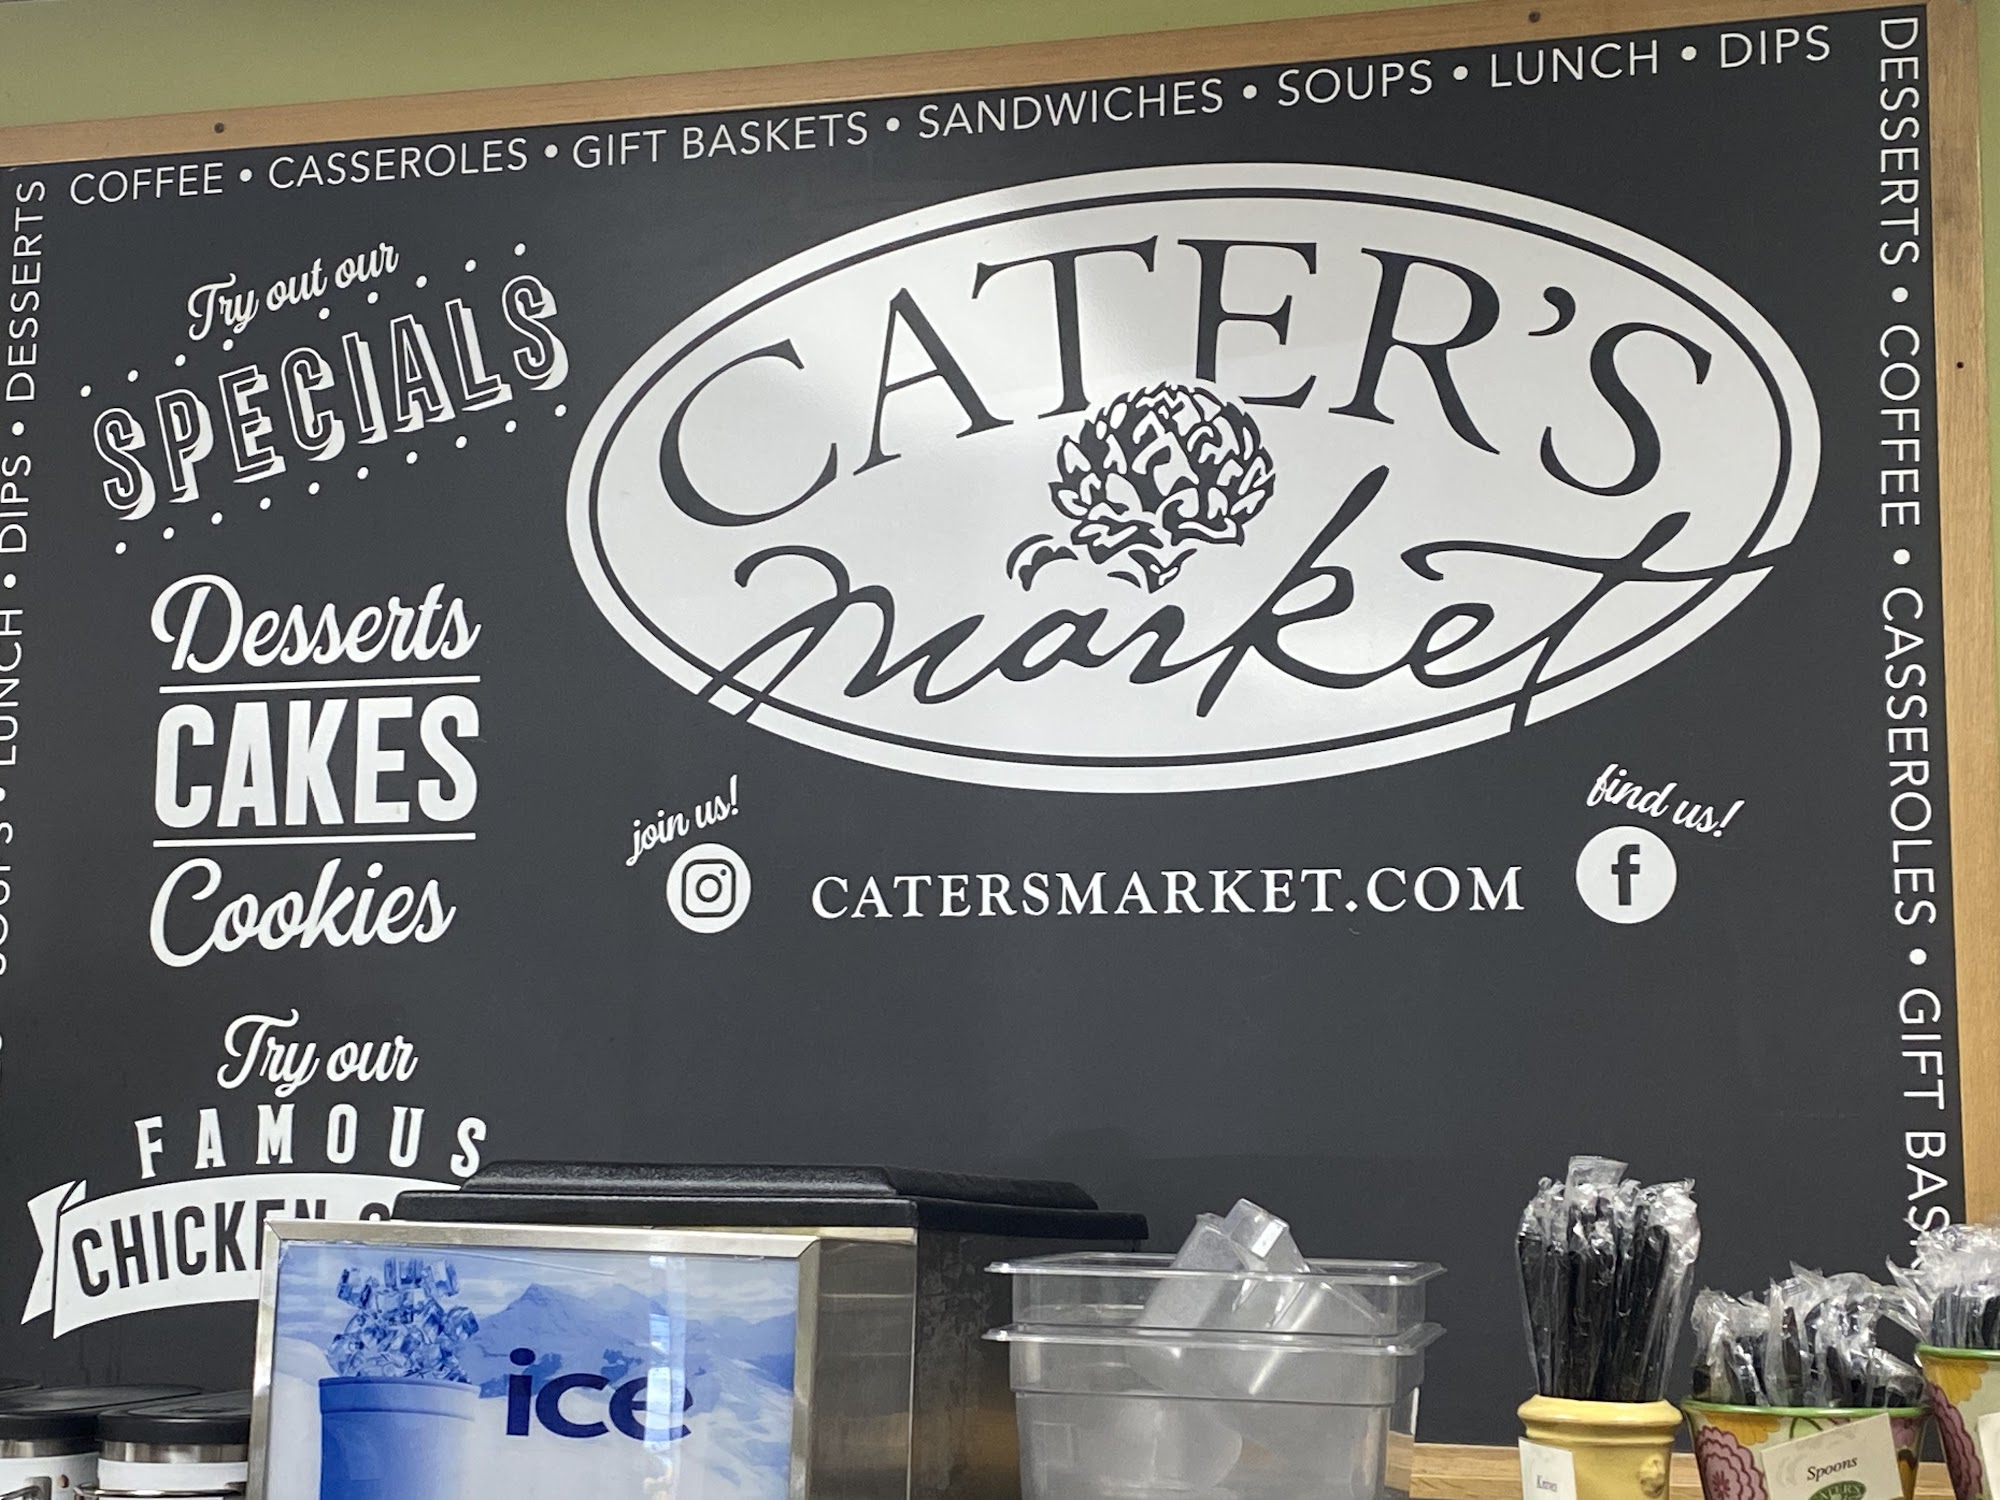 COFFEE • CASSEROLES • GIFT BASKETS • SANDWICHES • SOUPS • LUNCH • DIPS
DESSERTS • COFFEE • CASSEROLES • GIFT
LUNCH • DIPS • DESSERTS
Try out our
SPECIALS
Desserts
CAKES
Cookies
Try our
FAMOUS
CHICKEN
CATER'S
market
join us!
find us!
CATERSMARKET.COM
ice
Spoons